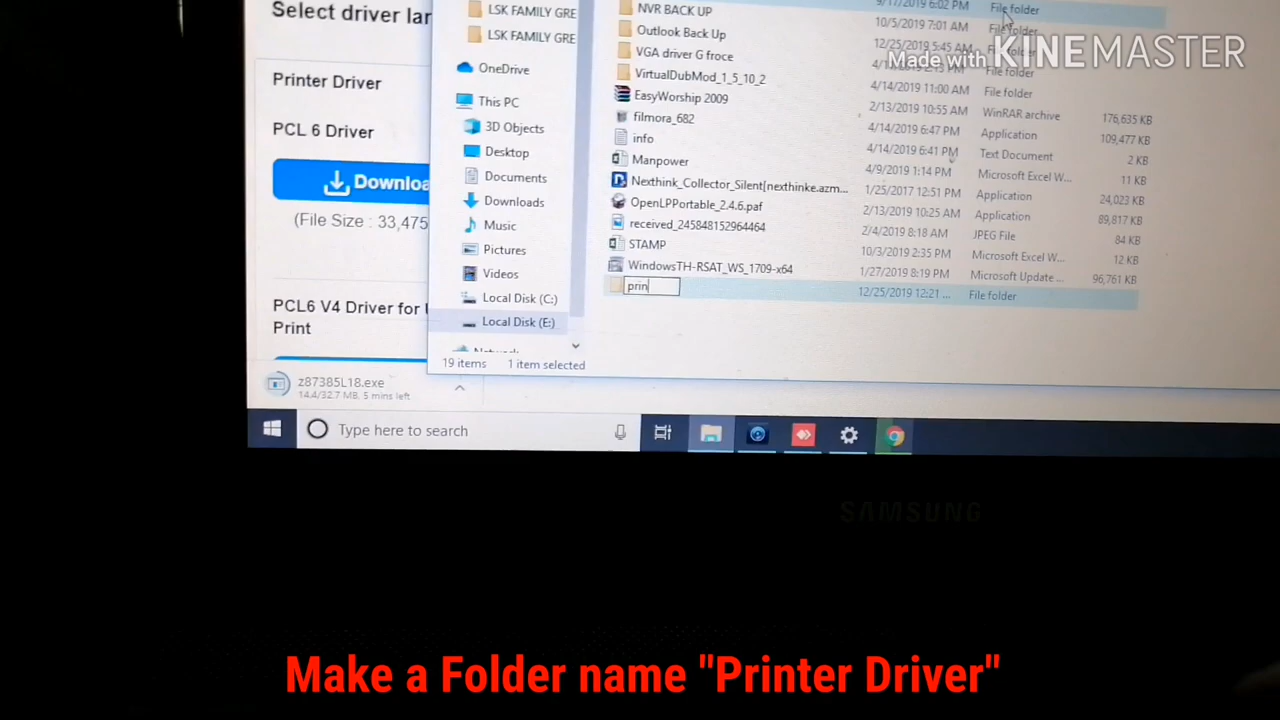 Select driver lar
Printer Driver
PCL 6 Driver
Downloa
(File Size : 33,475
PCL6 V4 Driver for
Print
z87385L18.exe
14.4/32.7 MB, 5 mins left
LSK FAMILY GRE
LSK FAMILY GRE
OneDrive
This PC
3D Objects
Desktop
Documents
Downloads
Music
Pictures
Videos
Local Disk (C:)
Local Disk (E:)
19 items 1 item selected
NVR BACK UP 9/17/2019 6:02 PM File folder
Outlook Back Up 10/5/2019 7:01 AM File folder
VGA driver G froce 12/25/2019 5:45 AM
VirtualDubMod_1_5_10_2 File folder
EasyWorship 2009 4/14/2019 11:00 AM File folder
filmora_682 2/13/2019 10:55 AM WinRAR archive 176,635 KB
info 4/14/2019 6:47 PM Application 109,477 KB
Manpower 4/14/2019 6:41 PM Text Document 2 KB
Nexthink_Collector_Silent[nexthinke.azm... 4/9/2019 1:14 PM Microsoft Excel W... 11 KB
OpenLPPortable_2.4.6.paf 1/25/2017 12:51 PM Application 24,023 KB
received_245848152964464 2/13/2019 10:25 AM Application 89,817 KB
STAMP 2/4/2019 8:18 AM JPEG File 84 KB
WindowsTH-RSAT_WS_1709-x64 10/3/2019 2:35 PM Microsoft Excel W... 12 KB
1/27/2019 8:19 PM Microsoft Update ... 96,761 KB
prin 12/25/2019 12:21 ... File folder
Made with KINEMASTER
Type here to search
SAMSUNG
Make a Folder name "Printer Driver"